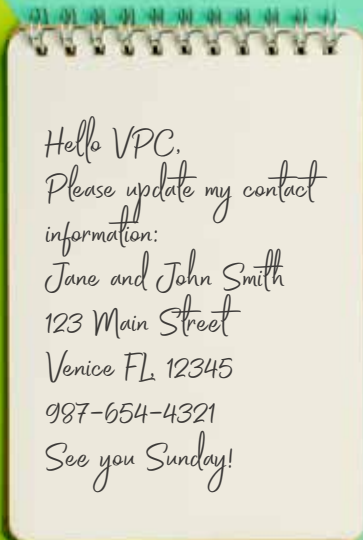 Hello VPC,
Please update my contact
information:
Jane and John Smith
123 Main Street
Venice FL, 12345
987-654-4321
See you Sunday!